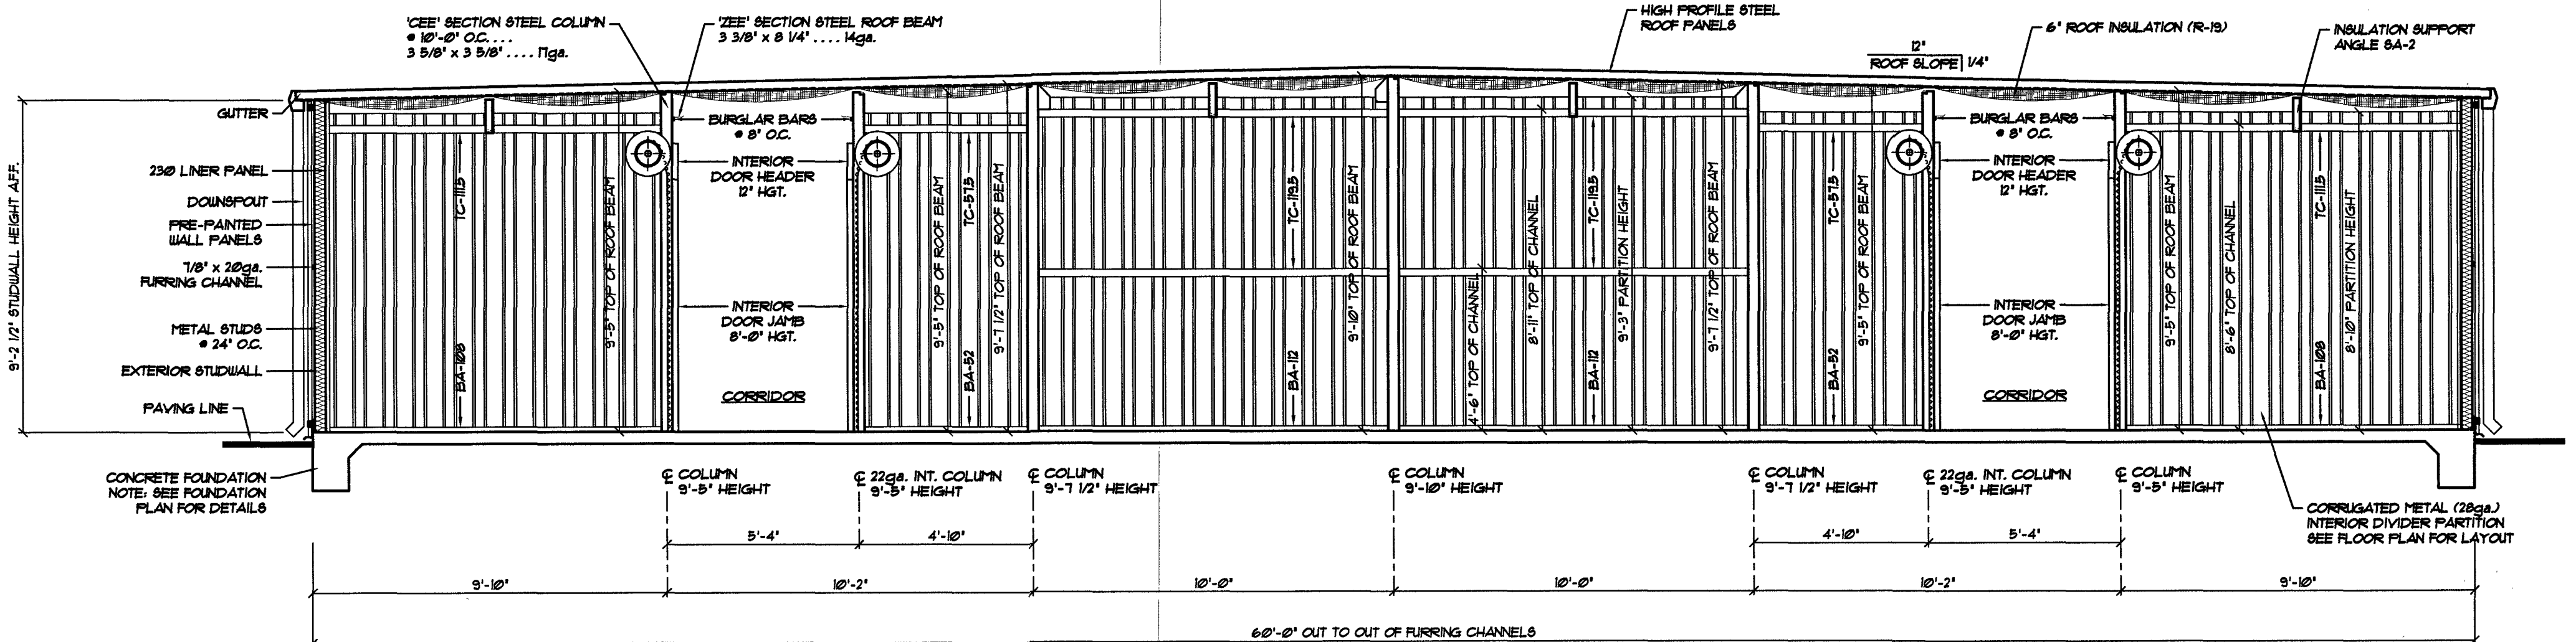 'CEE' SECTION STEEL COLUMN
@ 10'-0" O.C. . . .
3 5/8" x 3 5/8" . . . . 17ga.
'ZEE' SECTION STEEL ROOF BEAM
3 3/8" x 8 1/4" . . . . 14ga.
HIGH PROFILE STEEL
ROOF PANELS
12"
ROOF SLOPE 1/4"
6" ROOF INSULATION (R-19)
INSULATION SUPPORT
ANGLE SA-2
9'-2 1/2" STUDWALL HEIGHT A.F.F.
GUTTER
230 LINER PANEL
DOWNSPOUT
PRE-PAINTED
WALL PANELS
7/8" x 20ga.
FURRING CHANNEL
METAL STUDS
@ 24" O.C.
EXTERIOR STUDWALL
PAVING LINE
CONCRETE FOUNDATION
NOTE: SEE FOUNDATION
PLAN FOR DETAILS
TC-111.5
BA-108
9'-5" TOP OF ROOF BEAM
BURGLAR BARS
@ 8" O.C.
INTERIOR
DOOR HEADER
12" HGT.
INTERIOR
DOOR JAMB
8'-0" HGT.
CORRIDOR
9'-5" TOP OF ROOF BEAM
TC-57.5
BA-52
9'-7 1/2" TOP OF ROOF BEAM
TC-119.5
BA-112
9'-10" TOP OF ROOF BEAM
4'-6" TOP OF CHANNEL
8'-11" TOP OF CHANNEL
TC-119.5
BA-112
9'-3" PARTITION HEIGHT
9'-7 1/2" TOP OF ROOF BEAM
TC-57.5
BA-52
9'-5" TOP OF ROOF BEAM
BURGLAR BARS
@ 8" O.C.
INTERIOR
DOOR HEADER
12" HGT.
INTERIOR
DOOR JAMB
8'-0" HGT.
CORRIDOR
9'-5" TOP OF ROOF BEAM
8'-6" TOP OF CHANNEL
TC-111.5
BA-108
8'-10" PARTITION HEIGHT
℄ COLUMN
9'-5" HEIGHT
℄ 22ga. INT. COLUMN
9'-5" HEIGHT
℄ COLUMN
9'-7 1/2" HEIGHT
℄ COLUMN
9'-10" HEIGHT
℄ COLUMN
9'-7 1/2" HEIGHT
℄ 22ga. INT. COLUMN
9'-5" HEIGHT
℄ COLUMN
9'-5" HEIGHT
CORRUGATED METAL (28ga.)
INTERIOR DIVIDER PARTITION
SEE FLOOR PLAN FOR LAYOUT
5'-4" 4'-10" 4'-10" 5'-4"
9'-10" 10'-2" 10'-0" 10'-0" 10'-2" 9'-10"
60'-0" OUT TO OUT OF FURRING CHANNELS